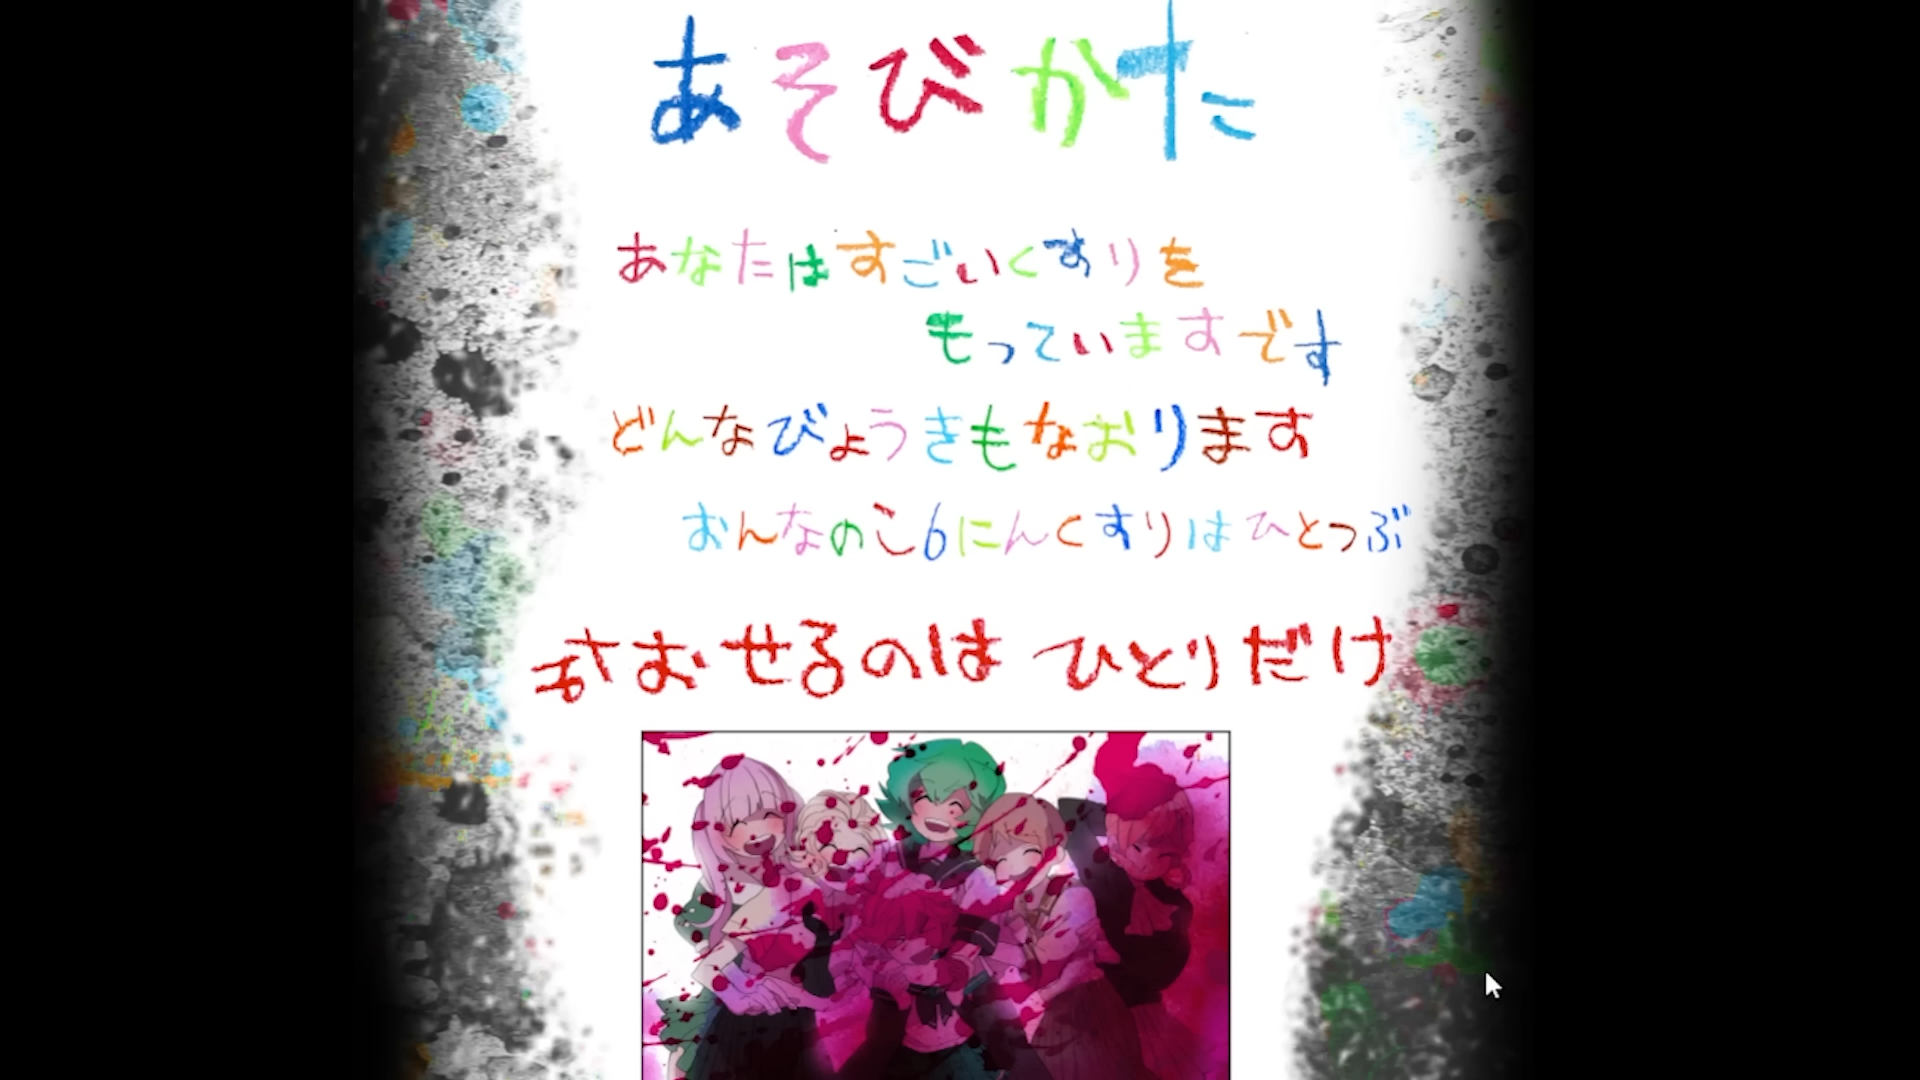 あそびかた
あなたはすごいくすりを
もっていますです
どんなびょうきもなおります
おんなのこ6にんくすりはひとつぶ
なおせるのは ひとりだけ